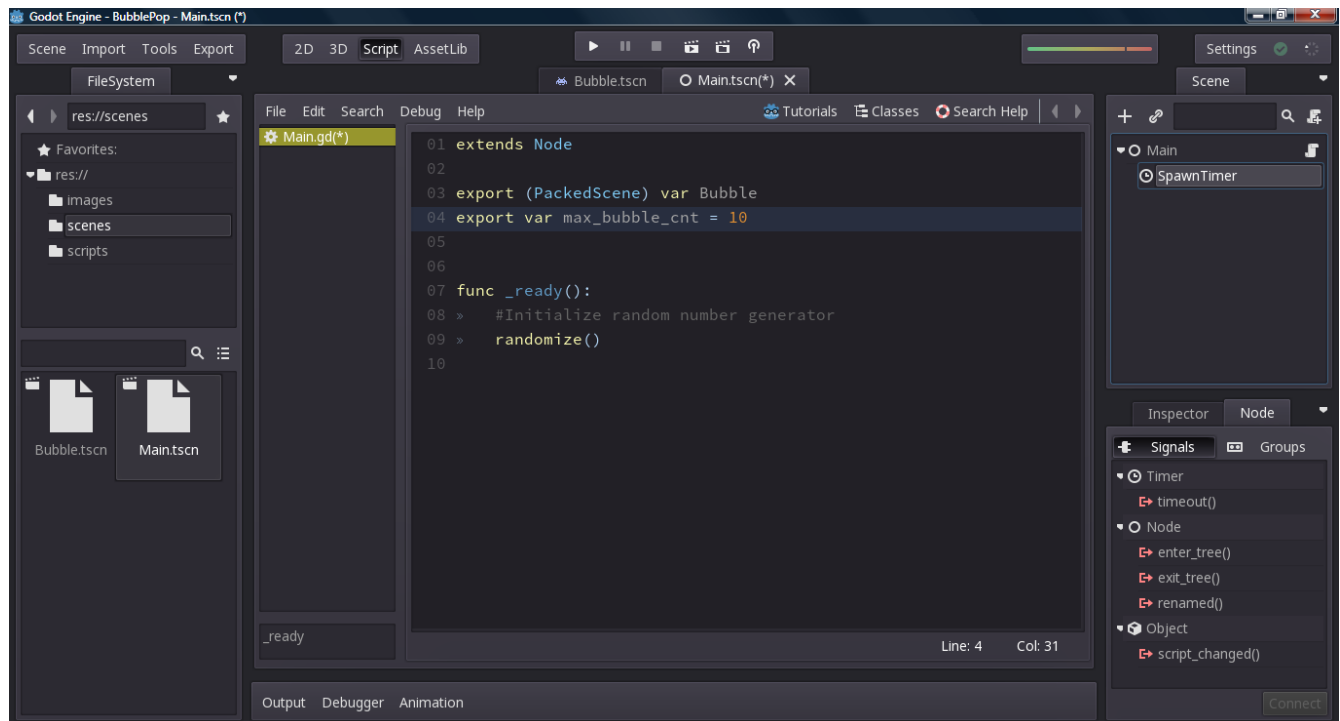 Godot Engine - BubblePop - Main.tscn (*)
Scene Import Tools Export
2D 3D Script AssetLib
Settings
FileSystem
Bubble.tscn
Main.tscn(*)
Scene
res://scenes
File Edit Search Debug Help
Tutorials Classes Search Help
Favorites:
res://
images
scenes
scripts
Bubble.tscn
Main.tscn
Main.gd(*)
_ready
01 extends Node
02
03 export (PackedScene) var Bubble
04 export var max_bubble_cnt = 10
05
06
07 func _ready():
08 » #Initialize random number generator
09 » randomize()
10
Line: 4 Col: 31
Output Debugger Animation
Main
SpawnTimer
Inspector Node
Signals Groups
Timer
timeout()
Node
enter_tree()
exit_tree()
renamed()
Object
script_changed()
Connect